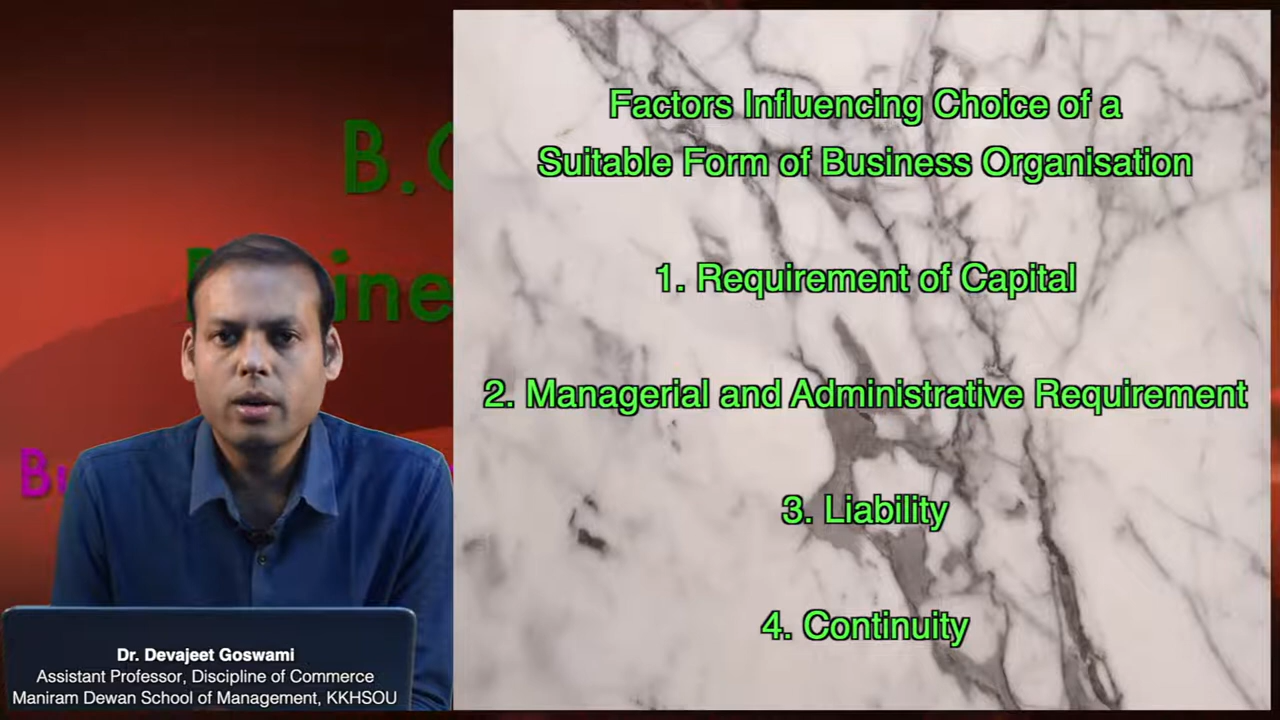 Factors Influencing Choice of a
Suitable Form of Business Organisation
1. Requirement of Capital
2. Managerial and Administrative Requirement
3. Liability
4. Continuity
Dr. Devajeet Goswami
Assistant Professor, Discipline of Commerce
Maniram Dewan School of Management, KKHSOU